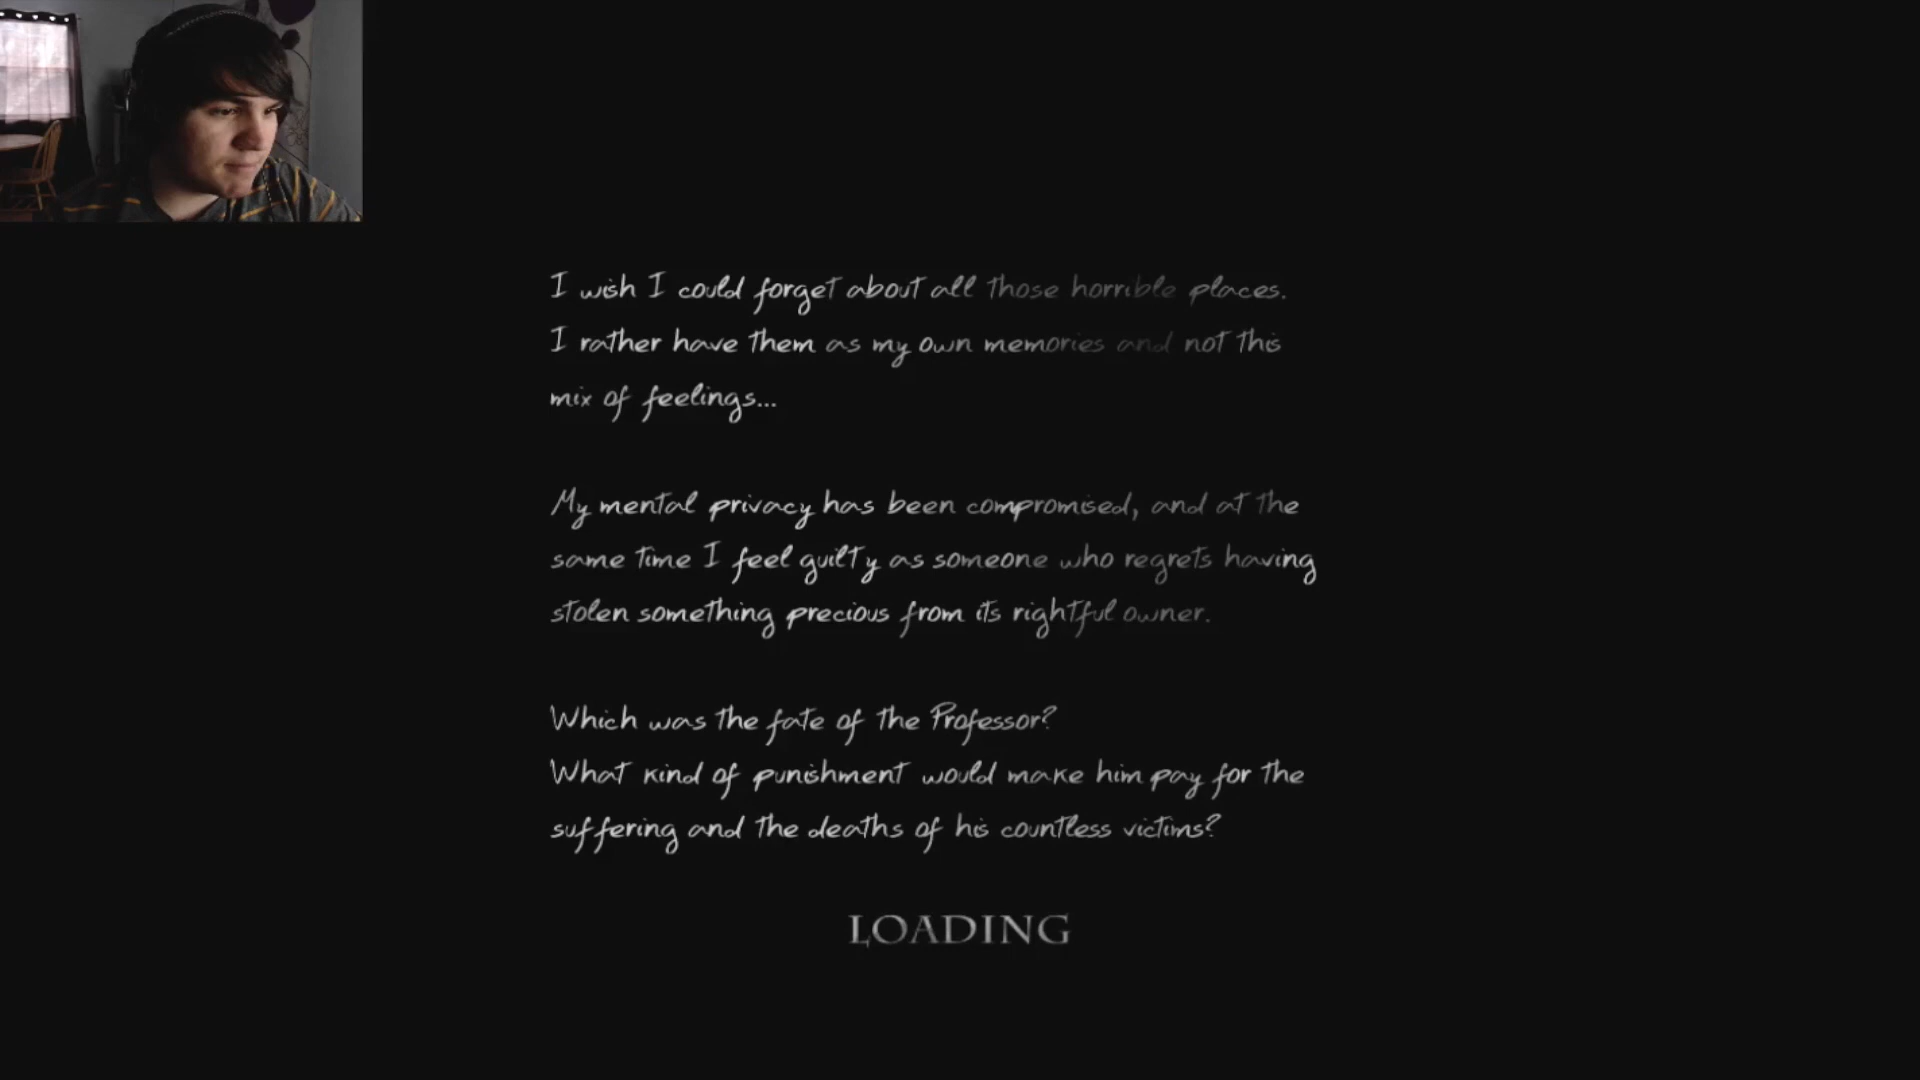 I wish I could forget about all those horrible places.
I rather have them as my own memories and not this
mix of feelings...
My mental privacy has been compromised, and at the
same time I feel guilty as someone who regrets having
stolen something precious from its rightful owner.
Which was the fate of the Professor?
What kind of punishment would make him pay for the
suffering and the deaths of his countless victims?
LOADING